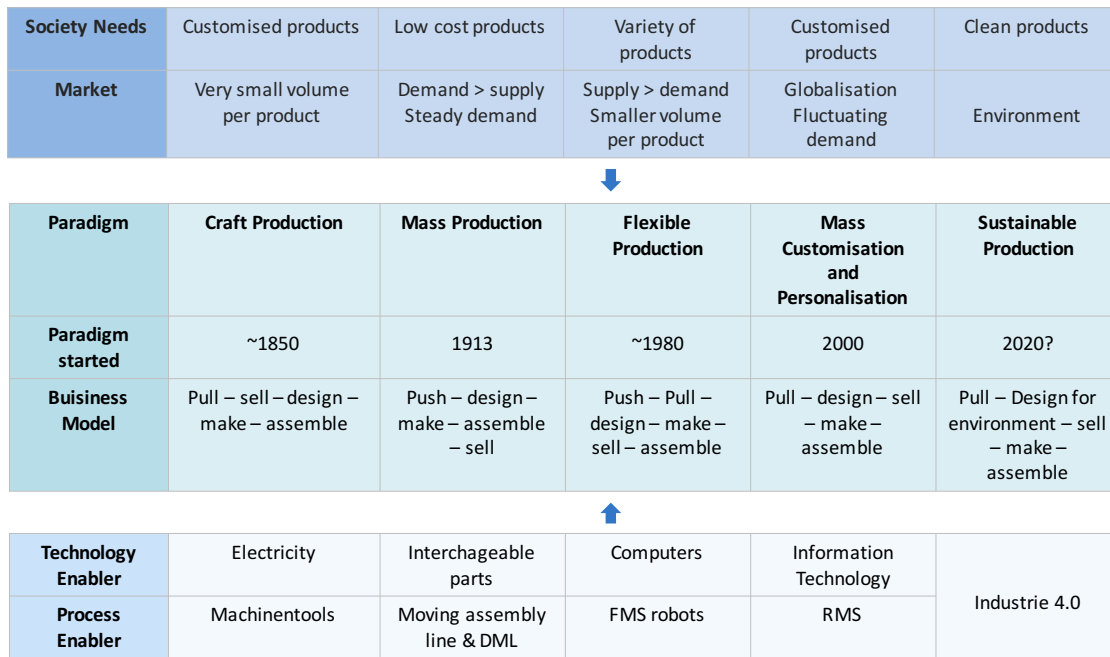 Society Needs
Customised products
Low cost products
Variety of
products
Customised
products
Clean products
Market
Very small volume
per product
Demand > supply
Steady demand
Supply > demand
Smaller volume
per product
Globalisation
Fluctuating
demand
Environment
Paradigm
Craft Production
Mass Production
Flexible
Production
Mass
Customisation
and
Personalisation
Sustainable
Production
Paradigm
started
~1850
1913
~1980
2000
2020?
Buisiness
Model
Pull – sell – design –
make – assemble
Push – design –
make – assemble
– sell
Push – Pull –
design – make –
sell – assemble
Pull – design – sell
– make –
assemble
Pull – Design for
environment – sell
– make –
assemble
Technology
Enabler
Electricity
Interchageable
parts
Computers
Information
Technology
Industrie 4.0
Process
Enabler
Machinentools
Moving assembly
line & DML
FMS robots
RMS